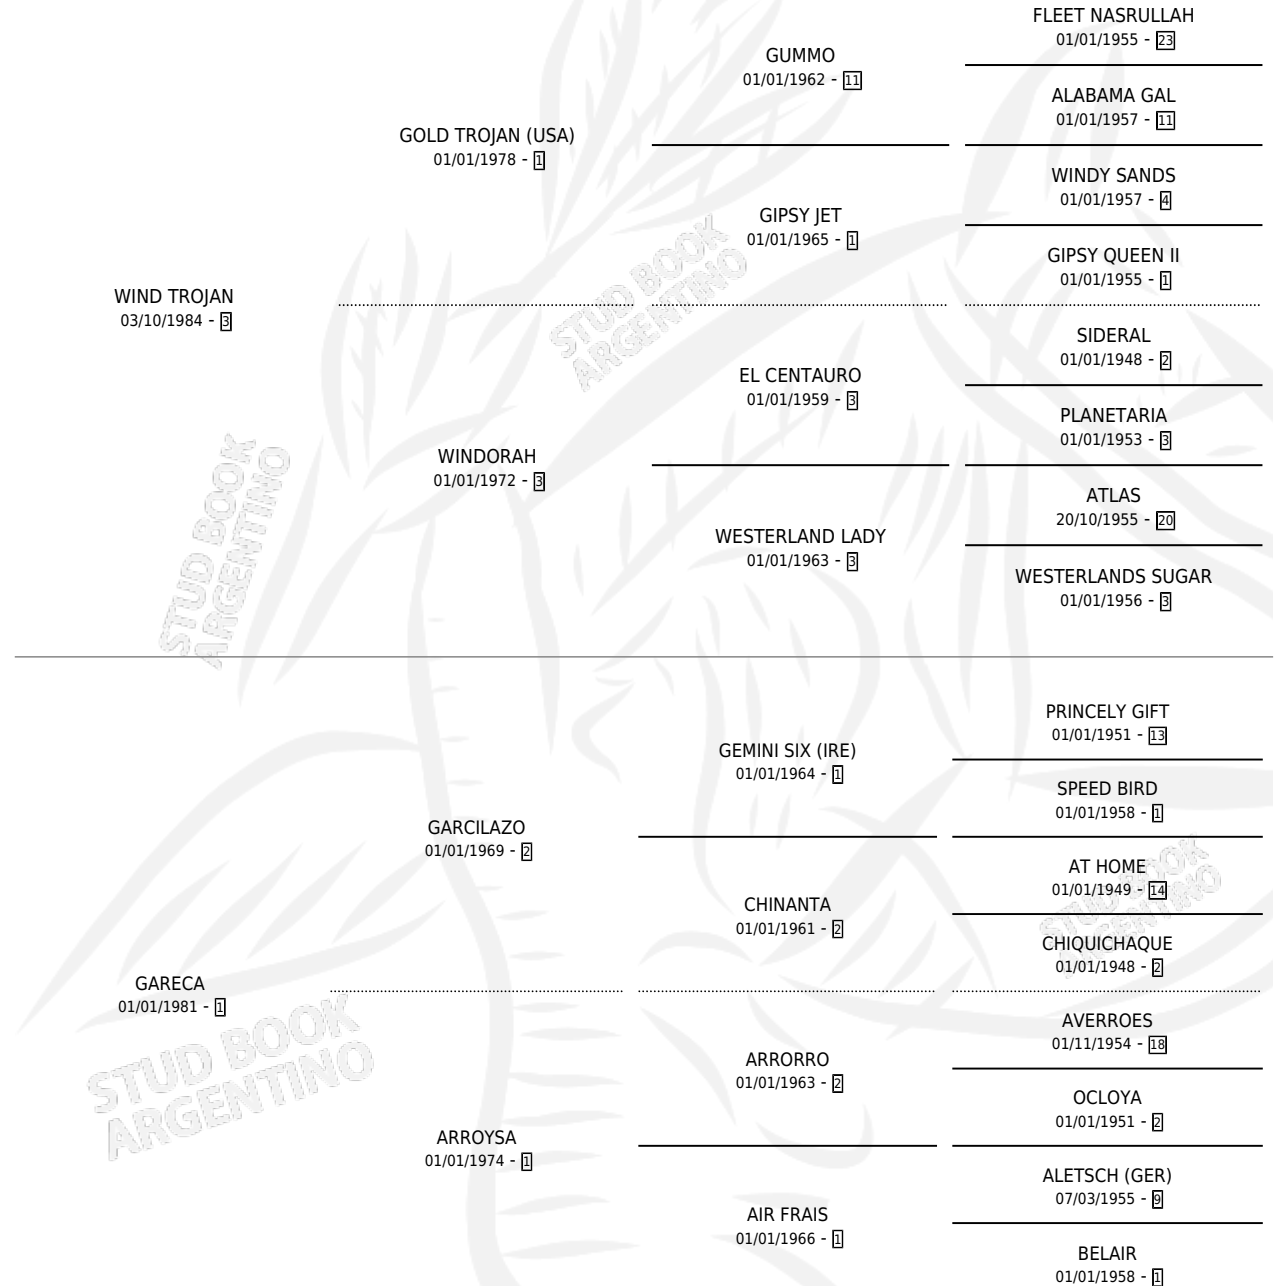 FLEET NASRULLAH
01/01/1955 - 23
GUMMO
01/01/1962 - 11
ALABAMA GAL
01/01/1957 - 11
GOLD TROJAN (USA)
01/01/1978 - 1
WINDY SANDS
01/01/1957 - 4
GIPSY JET
01/01/1965 - 1
GIPSY QUEEN II
01/01/1955 - 1
WIND TROJAN
03/10/1984 - 3
SIDERAL
01/01/1948 - 2
EL CENTAURO
01/01/1959 - 3
PLANETARIA
01/01/1953 - 3
WINDORAH
01/01/1972 - 3
ATLAS
20/10/1955 - 20
WESTERLAND LADY
01/01/1963 - 3
WESTERLANDS SUGAR
01/01/1956 - 3
STUD BOOK
ARGENTINO
STUD BOOK
ARGENTINO
PRINCELY GIFT
01/01/1951 - 13
GEMINI SIX (IRE)
01/01/1964 - 1
SPEED BIRD
01/01/1958 - 1
GARCILAZO
01/01/1969 - 2
AT HOME
01/01/1949 - 14
CHINANTA
01/01/1961 - 2
CHIQUICHAQUE
01/01/1948 - 2
GARECA
01/01/1981 - 1
AVERROES
01/11/1954 - 18
ARRORRO
01/01/1963 - 2
OCLOYA
01/01/1951 - 2
ARROYSA
01/01/1974 - 1
ALETSCH (GER)
07/03/1955 - 9
AIR FRAIS
01/01/1966 - 1
BELAIR
01/01/1958 - 1
STUD BOOK
ARGENTINO
STUD BOOK
ARGENTINO